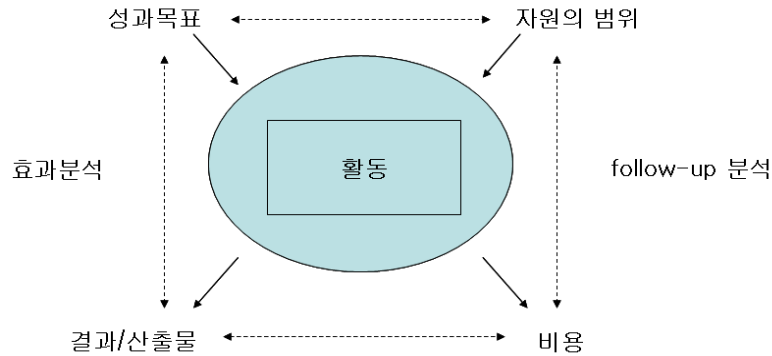 성과목표
자원의 범위
효과분석
활동
follow-up 분석
결과/산출물
비용